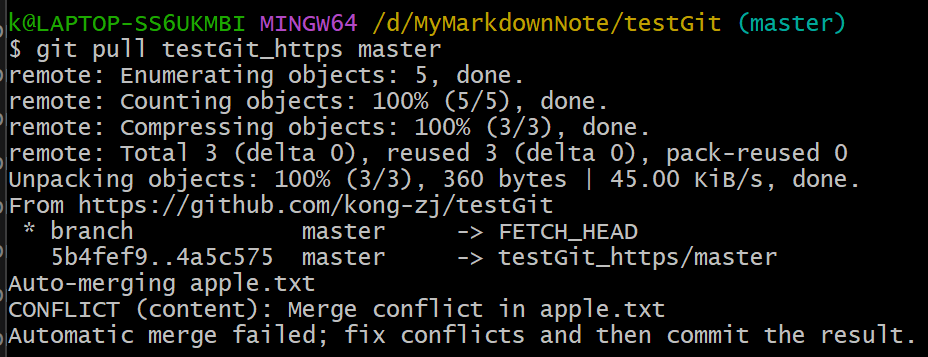 k@LAPTOP-SS6UKMBI MINGW64 /d/MyMarkdownNote/testGit (master)
$ git pull testGit_https master
remote: Enumerating objects: 5, done.
remote: Counting objects: 100% (5/5), done.
remote: Compressing objects: 100% (3/3), done.
remote: Total 3 (delta 0), reused 3 (delta 0), pack-reused 0
Unpacking objects: 100% (3/3), 360 bytes | 45.00 KiB/s, done.
From https://github.com/kong-zj/testGit
 * branch            master     -> FETCH_HEAD
   5b4fef9..4a5c575  master     -> testGit_https/master
Auto-merging apple.txt
CONFLICT (content): Merge conflict in apple.txt
Automatic merge failed; fix conflicts and then commit the result.